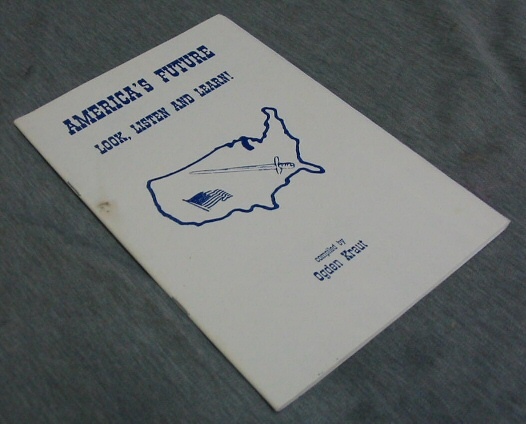 AMERICA'S FUTURE
LOOK, LISTEN AND LEARN!
compiled by
Ogden Kraut